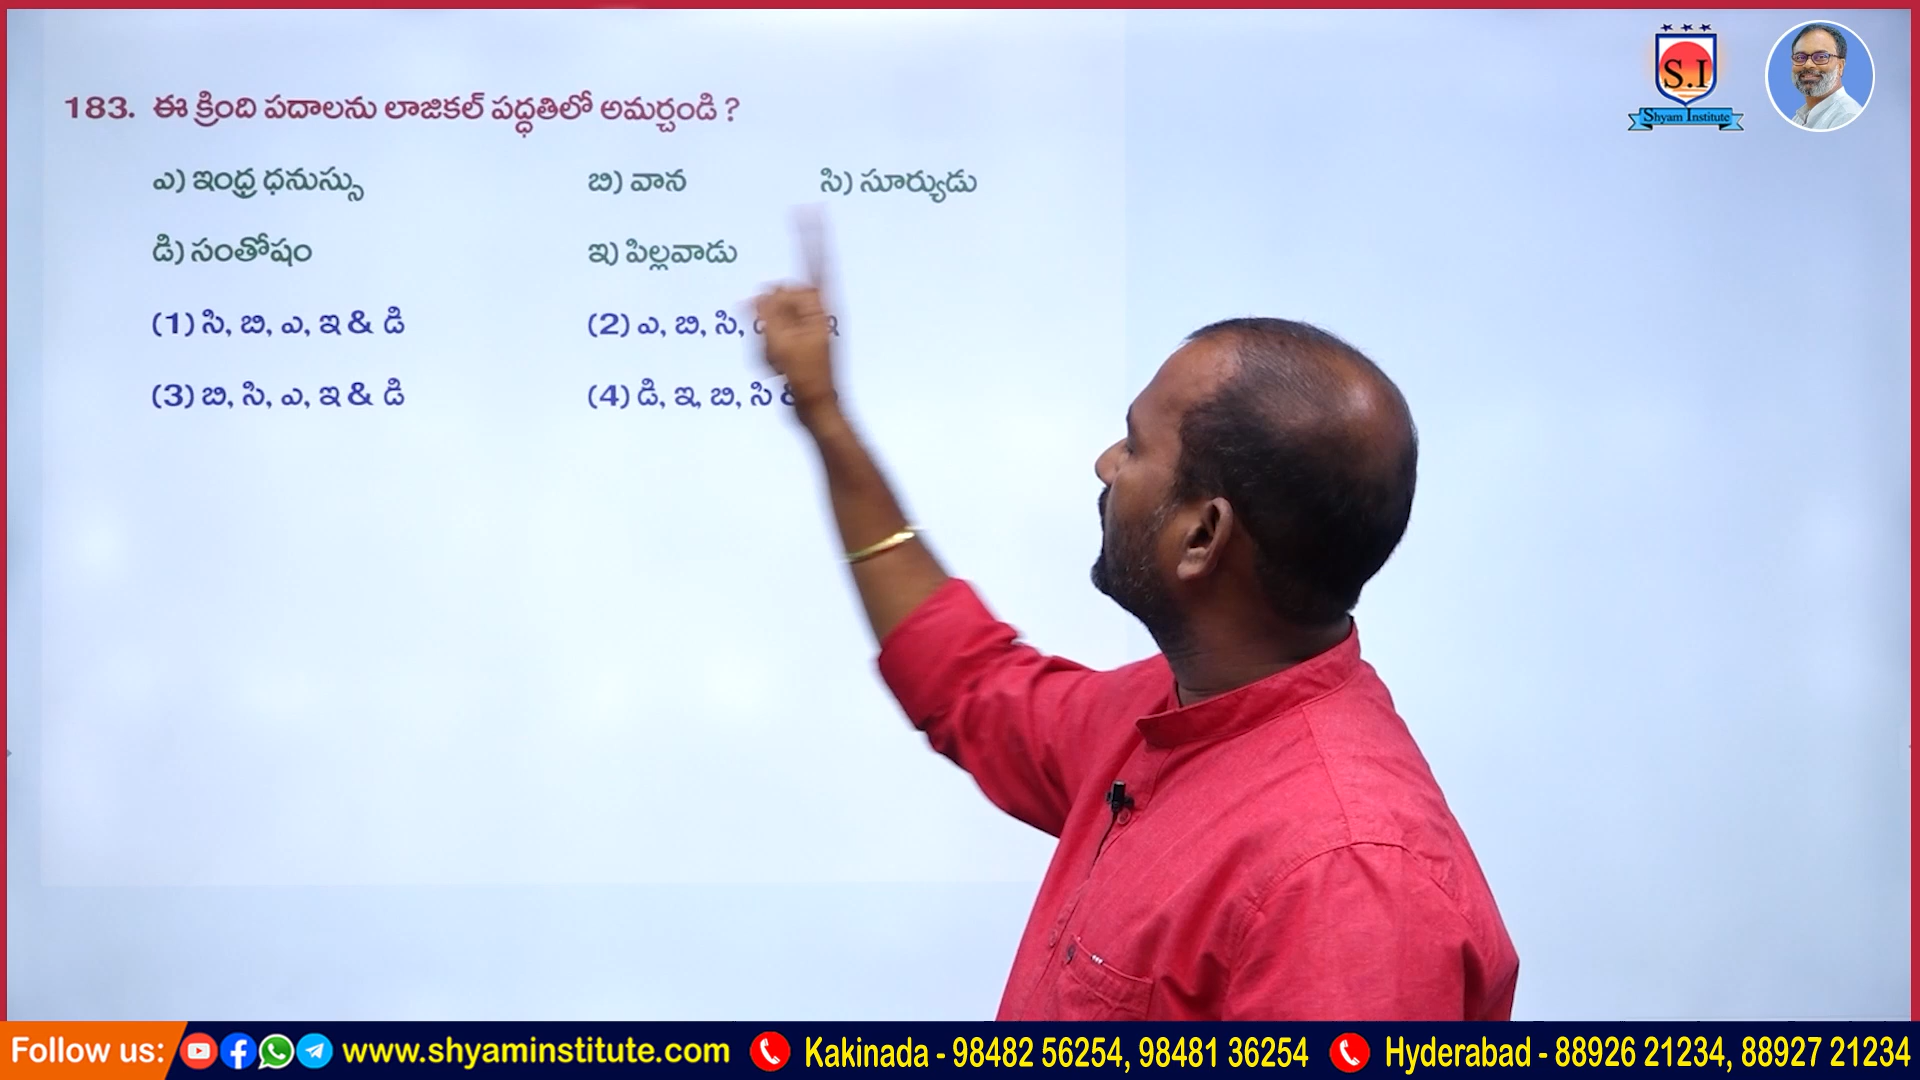 183. ఈ క్రింది పదాలను లాజికల్ పద్ధతిలో అమర్చండి ?
ఎ) ఇంధ్ర ధనుస్సు బి) వాన సి) సూర్యుడు
డి) సంతోషం ఇ) పిల్లవాడు
(1) సి, బి, ఎ, ఇ & డి (2) ఎ, బి, సి,
(3) బి, సి, ఎ, ఇ & డి (4) డి, ఇ, బి, సి &
S.I
Shyam Institute
Follow us: www.shyaminstitute.com Kakinada - 98482 56254, 98481 36254 Hyderabad - 88926 21234, 88927 21234